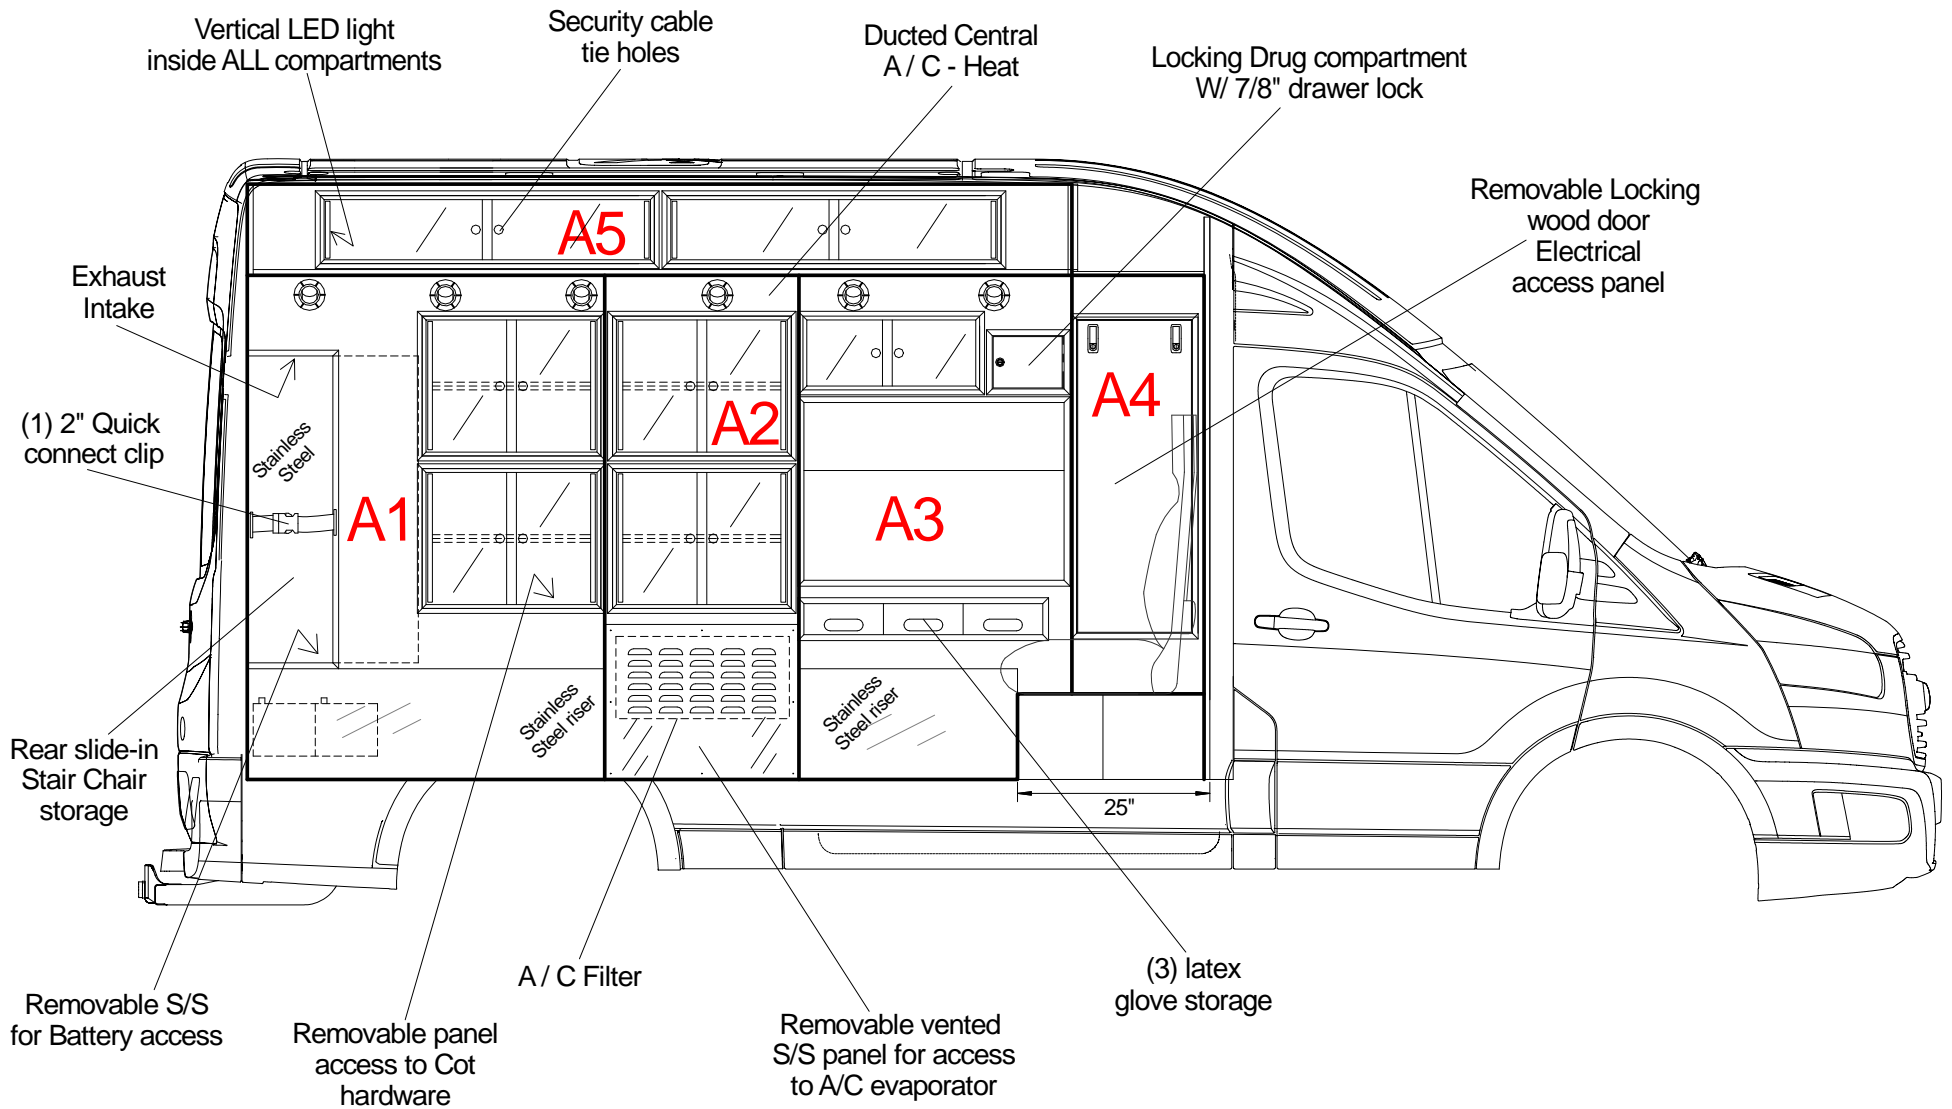 Vertical LED light
inside ALL compartments
Security cable
tie holes
Ducted Central
A / C - Heat
Locking Drug compartment
W/ 7/8" drawer lock
Removable Locking
wood door
Electrical
access panel
Exhaust
Intake
(1) 2" Quick
connect clip
Stainless
Steel
A5
A4
A2
A1
A3
Stainless
Steel riser
Stainless
Steel riser
Rear slide-in
Stair Chair
storage
25"
Removable S/S
for Battery access
Removable panel
access to Cot
hardware
A / C Filter
Removable vented
S/S panel for access
to A/C evaporator
(3) latex
glove storage